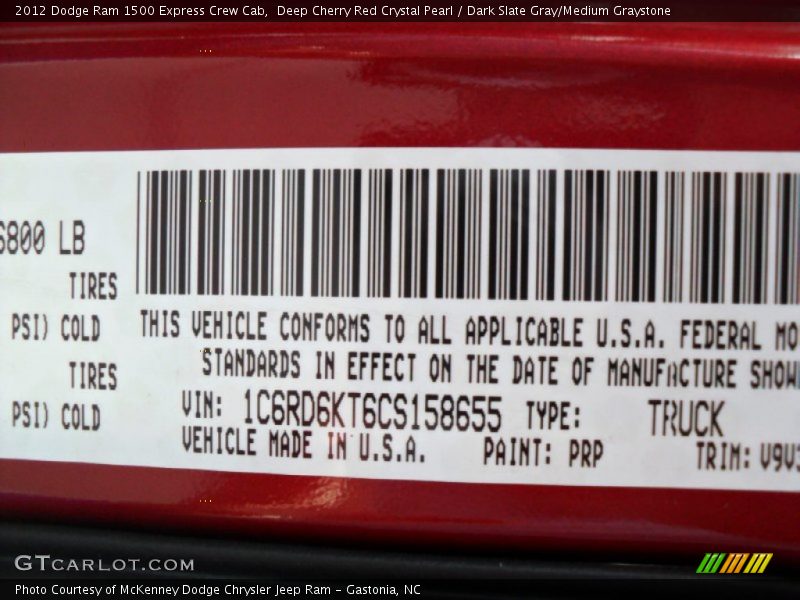 2012 Dodge Ram 1500 Express Crew Cab, Deep Cherry Red Crystal Pearl / Dark Slate Gray/Medium Graystone
6800 LB
TIRES
PSI) COLD
TIRES
PSI) COLD
THIS VEHICLE CONFORMS TO ALL APPLICABLE U.S.A. FEDERAL MO
STANDARDS IN EFFECT ON THE DATE OF MANUFACTURE SHOW
VIN: 1C6RD6KT6CS158655 TYPE: TRUCK
VEHICLE MADE IN U.S.A. PAINT: PRP TRIM: V9V
GTCARLOT.COM
Photo Courtesy of McKenney Dodge Chrysler Jeep Ram - Gastonia, NC